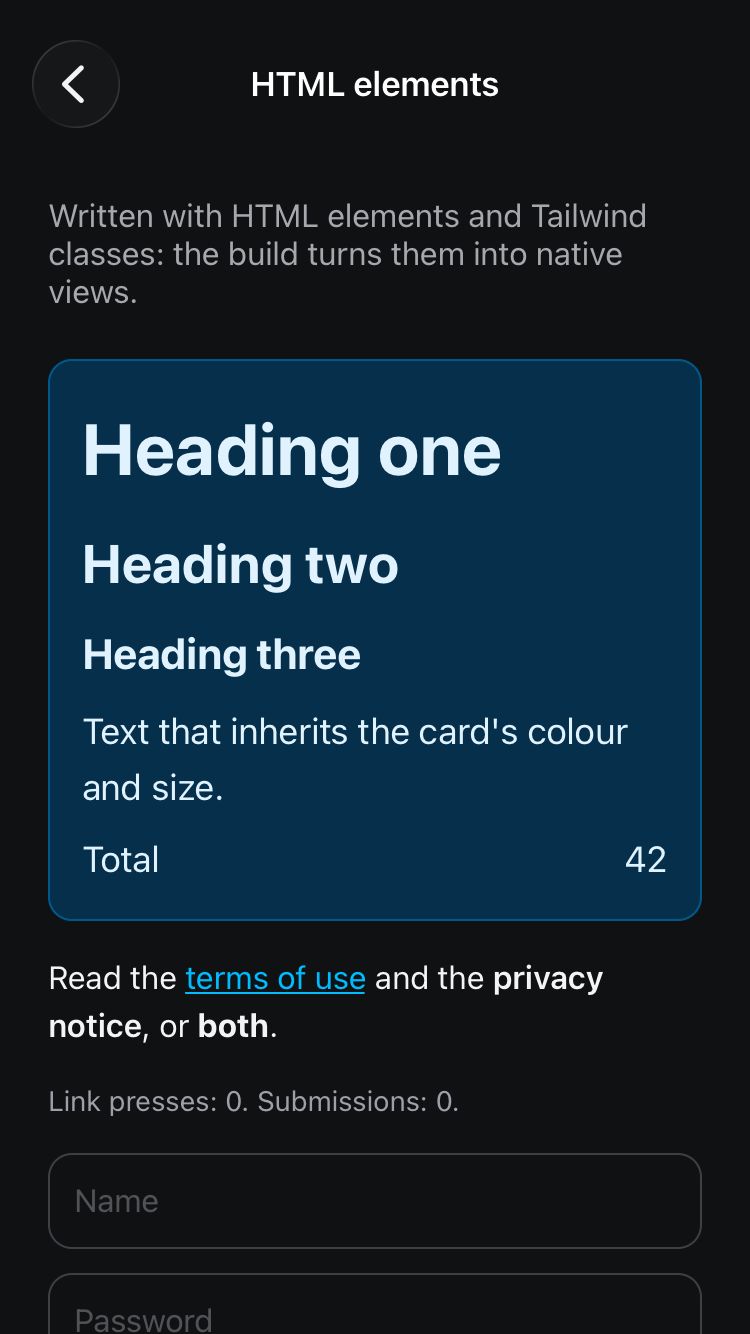 HTML elements
Written with HTML elements and Tailwind
classes: the build turns them into native
views.
Heading one
Heading two
Heading three
Text that inherits the card's colour
and size.
Total 42
Read the terms of use and the privacy
notice, or both.
Link presses: 0. Submissions: 0.
Name
Password